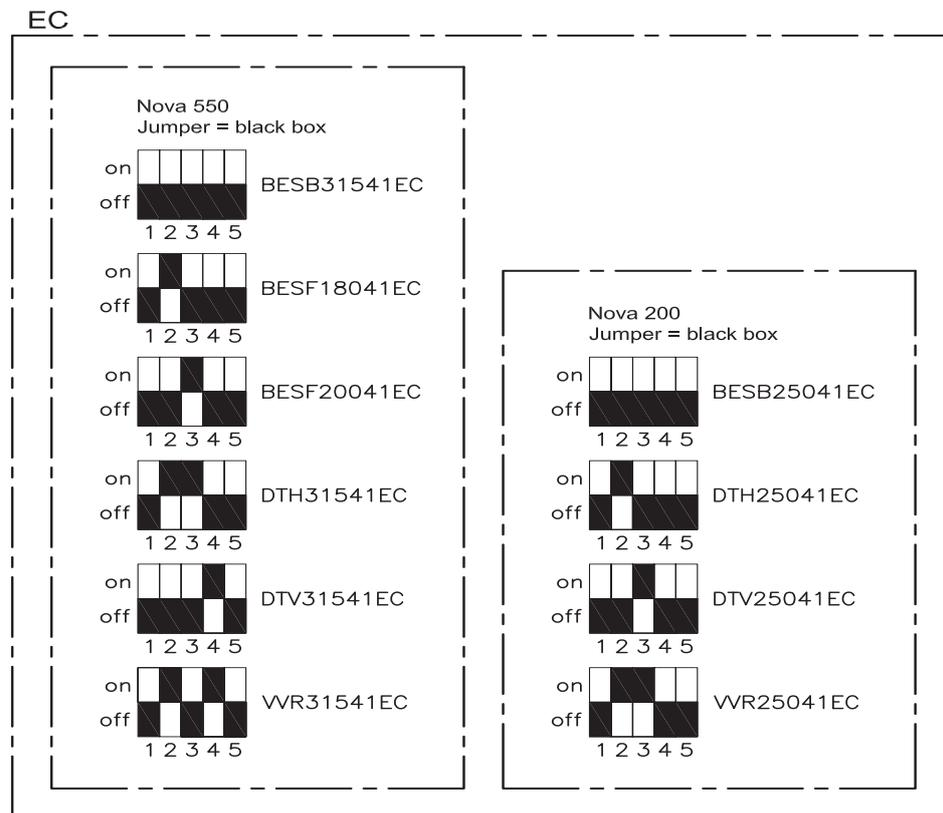 EC
Nova 550
Jumper = black box
on
off
BESB31541EC
1 2 3 4 5
on
off
BESF18041EC
1 2 3 4 5
on
off
BESF20041EC
1 2 3 4 5
on
off
DTH31541EC
1 2 3 4 5
on
off
DTV31541EC
1 2 3 4 5
on
off
VVR31541EC
1 2 3 4 5
Nova 200
Jumper = black box
on
off
BESB25041EC
1 2 3 4 5
on
off
DTH25041EC
1 2 3 4 5
on
off
DTV25041EC
1 2 3 4 5
on
off
VVR25041EC
1 2 3 4 5